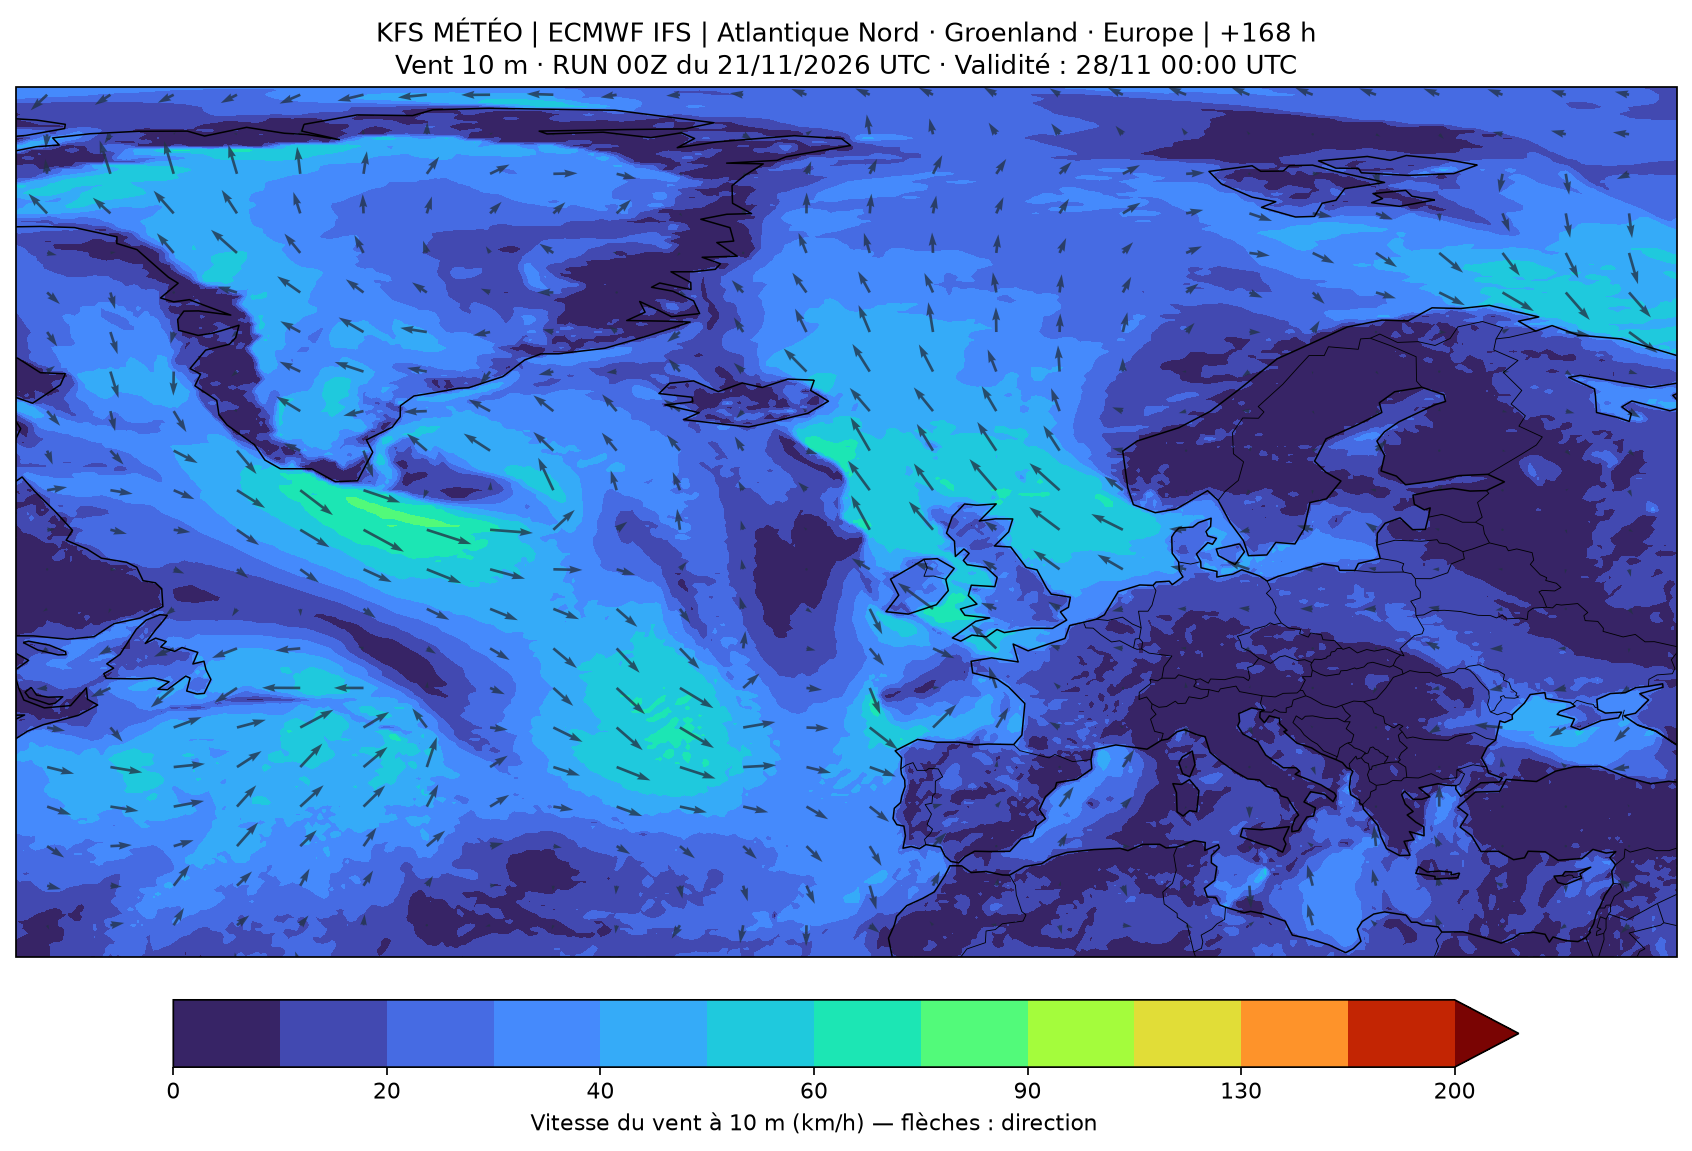 KFS MÉTÉO | ECMWF IFS | Atlantique Nord · Groenland · Europe | +168 h
Vent 10 m · RUN 00Z du 21/11/2026 UTC · Validité : 28/11 00:00 UTC
0 20 40 60 90 130 200
Vitesse du vent à 10 m (km/h) — flèches : direction